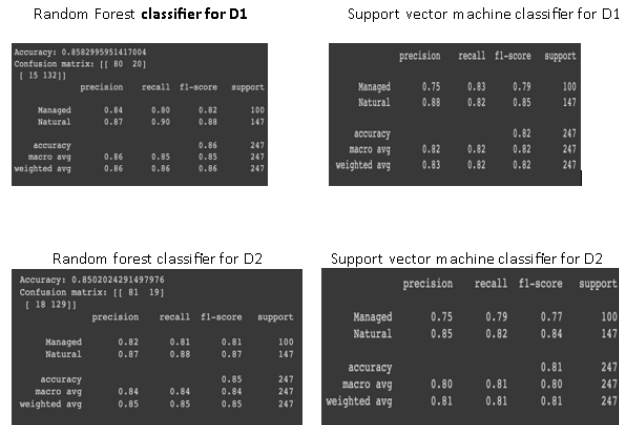 Random Forest classifier for D1
Accuracy: 0.8582995951417004
Confusion matrix: [[ 80 20]
[ 15 132]]
precision recall f1-score support
Managed 0.84 0.80 0.82 100
Natural 0.87 0.90 0.88 147
accuracy 0.86 247
macro avg 0.86 0.85 0.85 247
weighted avg 0.86 0.86 0.86 247
Support vector machine classifier for D1
precision recall f1-score support
Managed 0.75 0.83 0.79 100
Natural 0.88 0.82 0.85 147
accuracy 0.82 247
macro avg 0.82 0.82 0.82 247
weighted avg 0.83 0.82 0.82 247
Random forest classifier for D2
Accuracy: 0.8502024291497976
Confusion matrix: [[ 81 19]
[ 18 129]]
precision recall f1-score support
Managed 0.82 0.81 0.81 100
Natural 0.87 0.88 0.87 147
accuracy 0.85 247
macro avg 0.84 0.84 0.84 247
weighted avg 0.85 0.85 0.85 247
Support vector machine classifier for D2
precision recall f1-score support
Managed 0.75 0.79 0.77 100
Natural 0.85 0.82 0.84 147
accuracy 0.81 247
macro avg 0.80 0.81 0.80 247
weighted avg 0.81 0.81 0.81 247